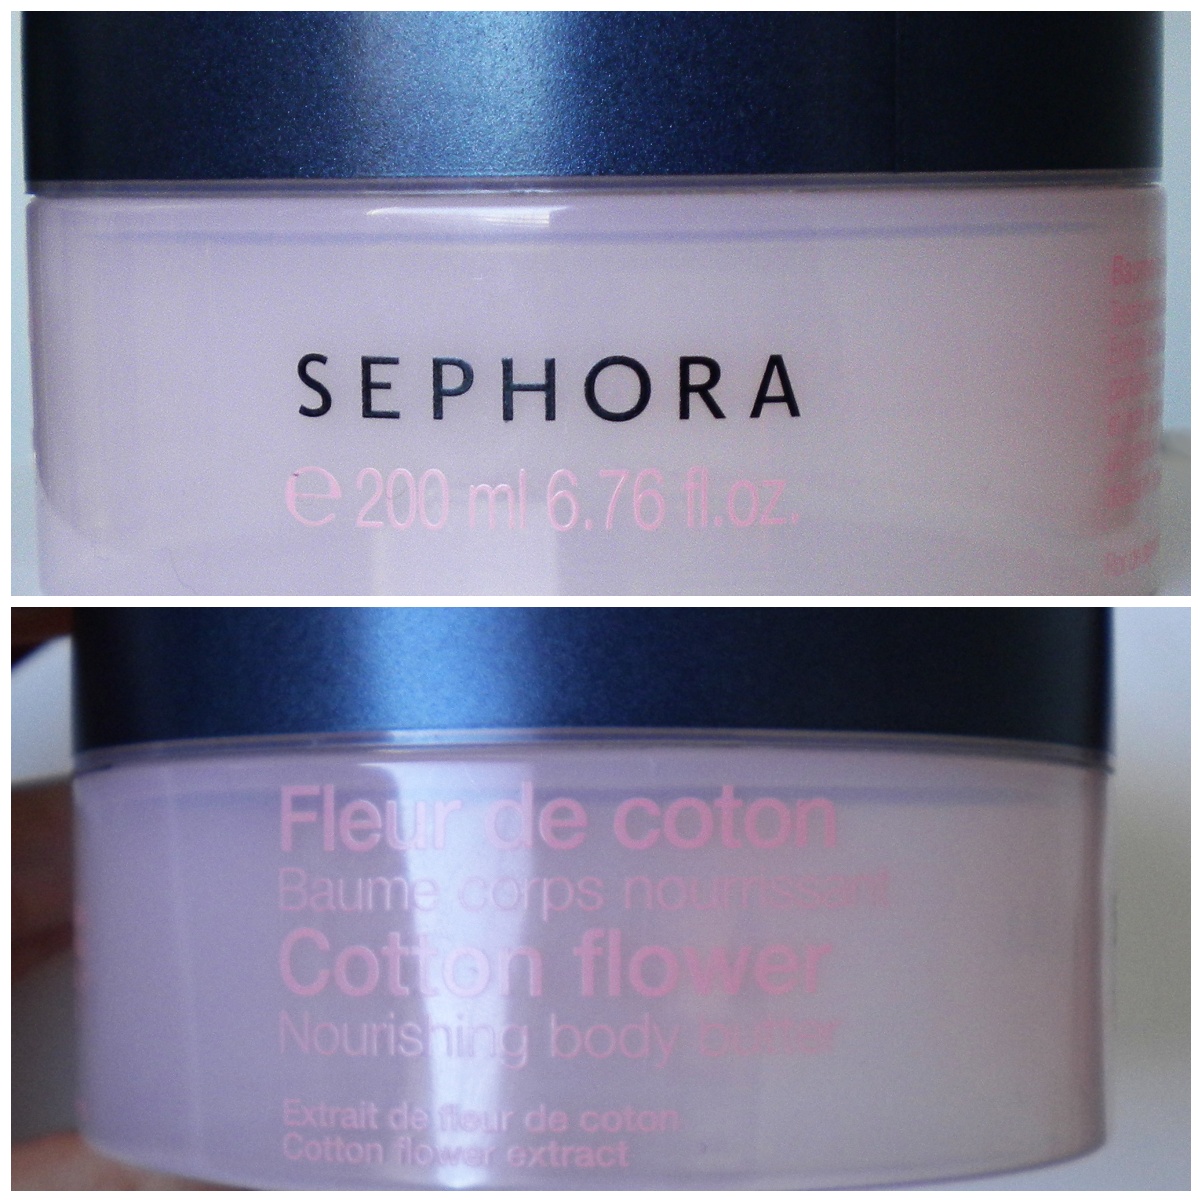 SEPHORA
e 200 ml 6.76 fl.oz.
Baume
Fleur de coton
Baume corps nourrissant
Cotton flower
Nourishing body butter
Extrait de fleur de coton
Cotton flower extract